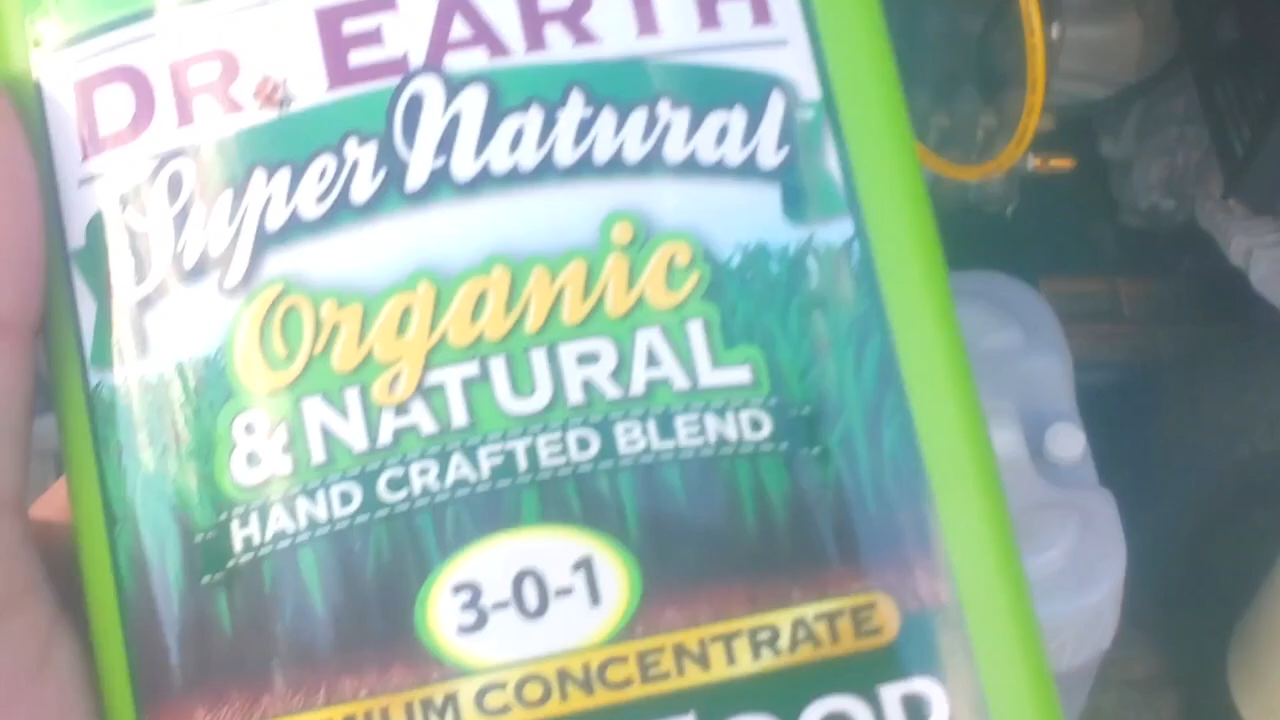 DR. EARTH
Super Natural
Organic
& NATURAL
HAND CRAFTED BLEND
3-0-1
CONCENTRATE